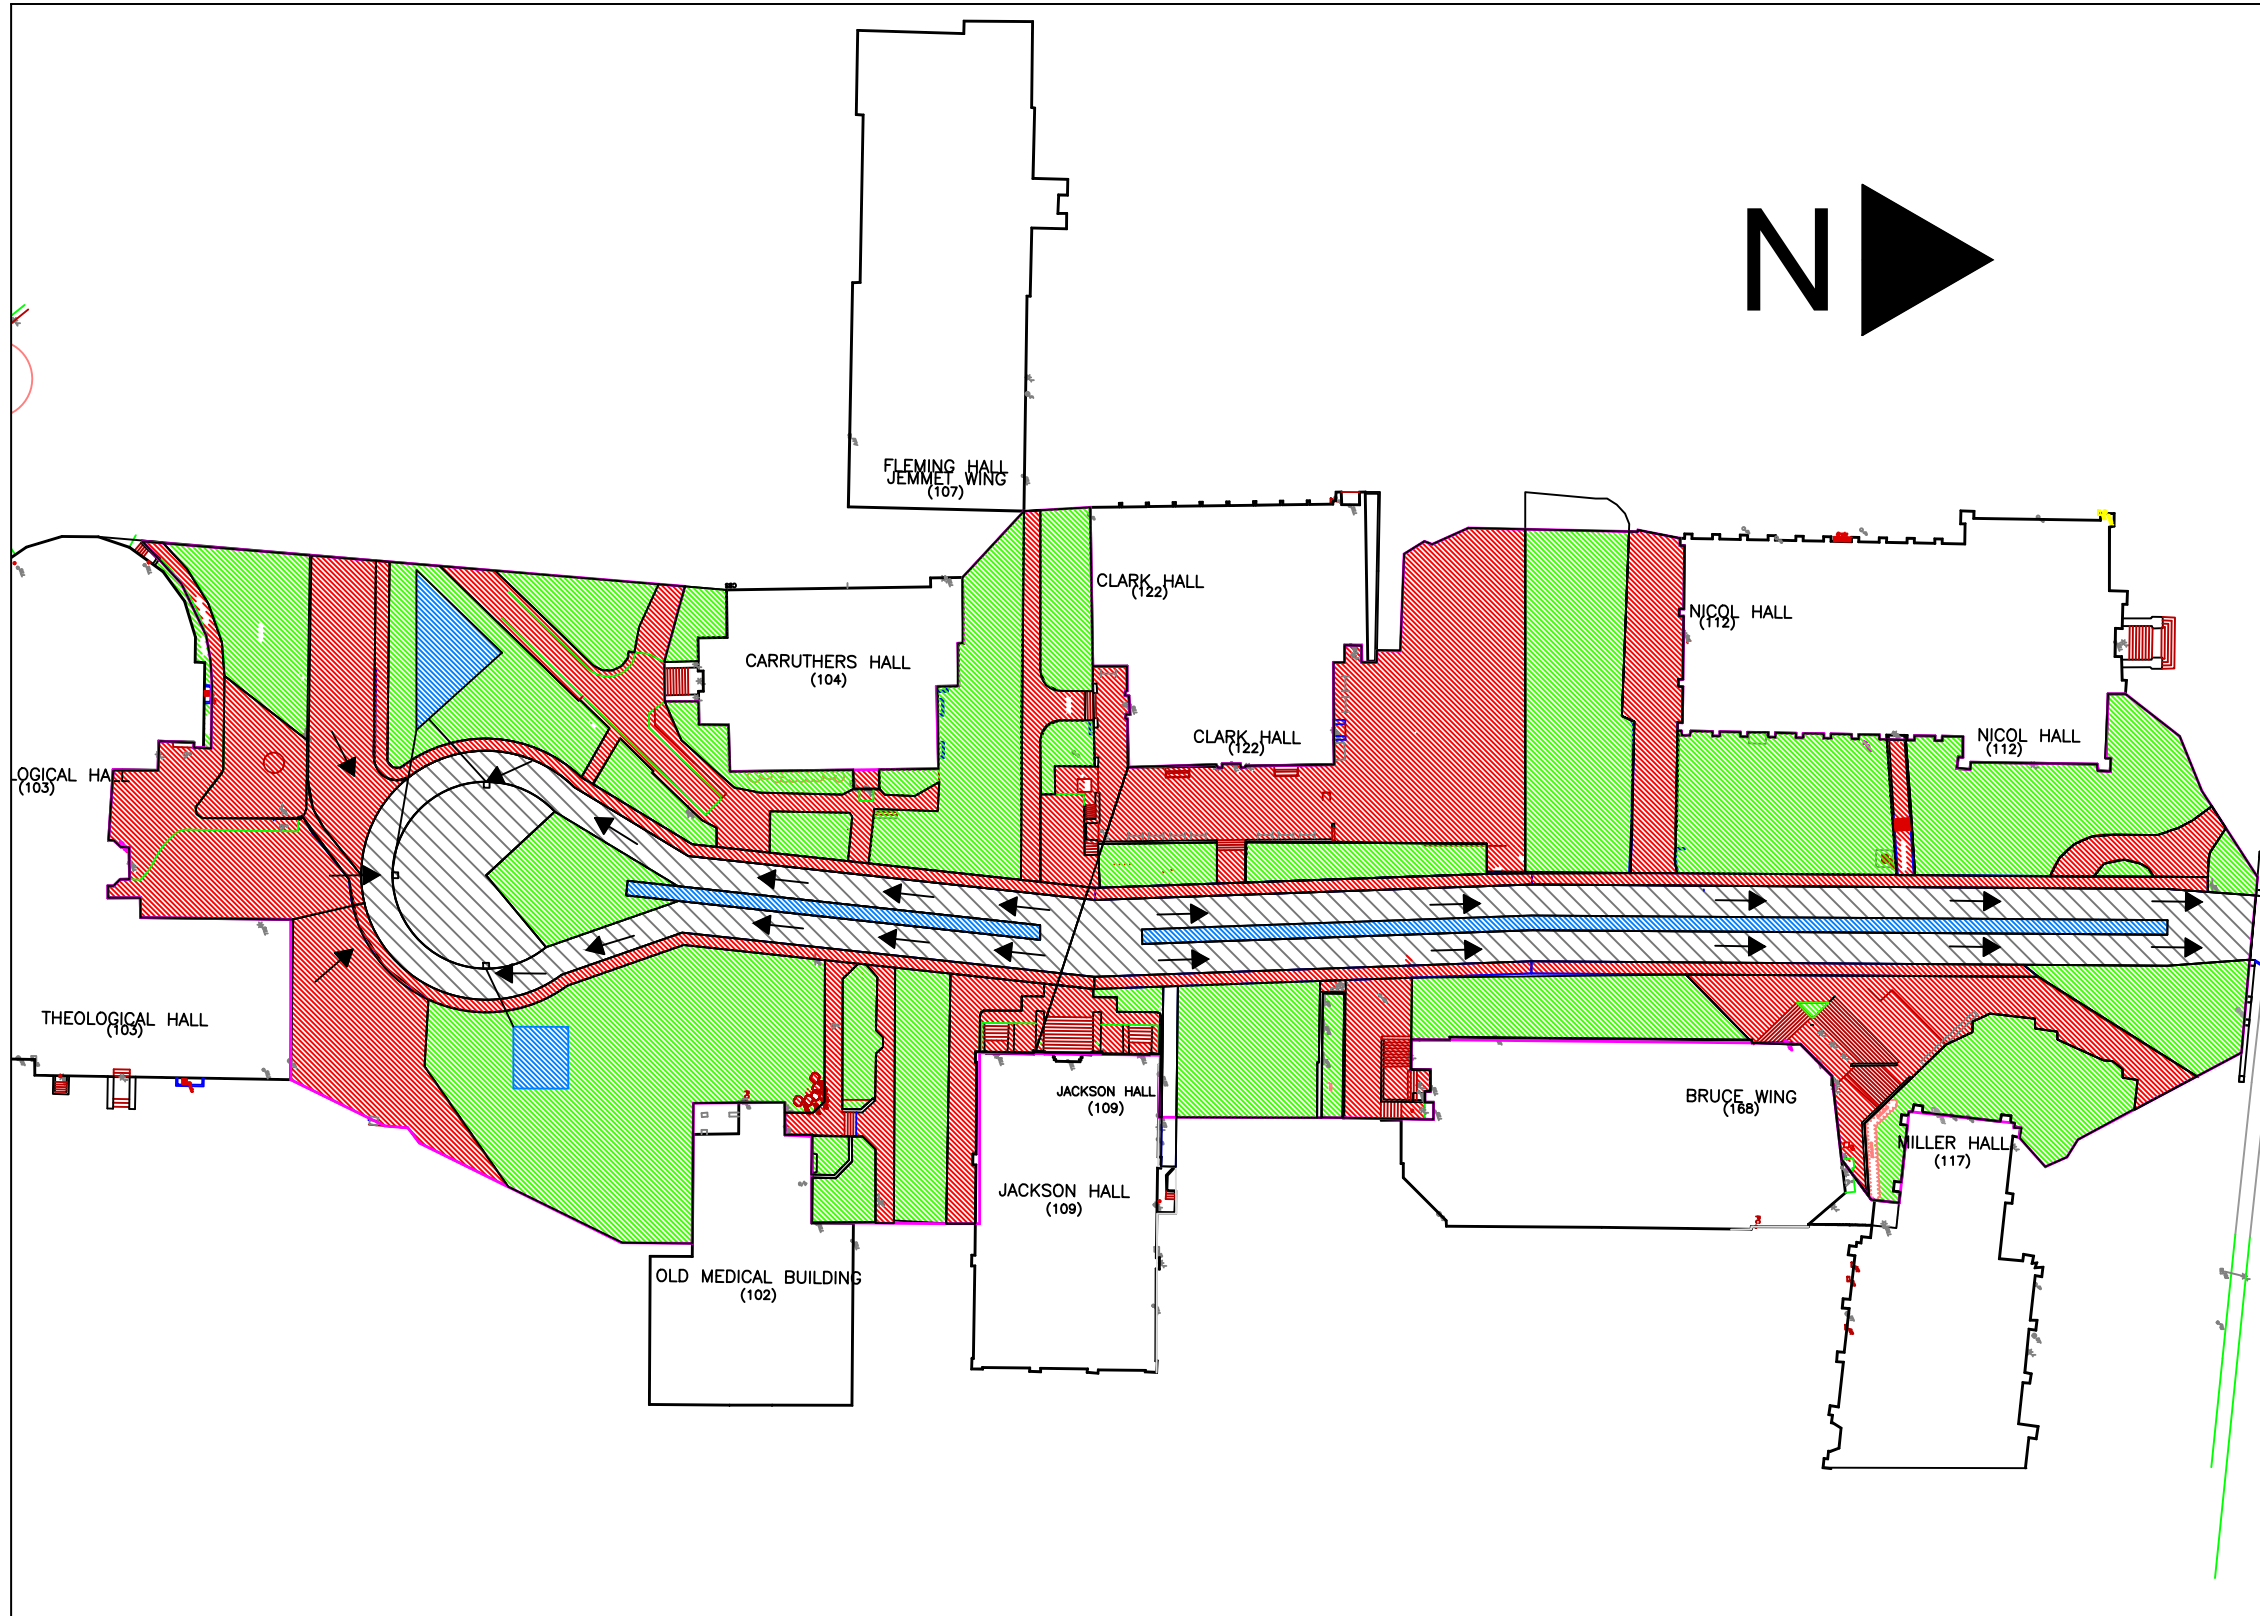 N
FLEMING HALL
JEMMET WING
(107)
CLARK HALL
(122)
NICOL HALL
(112)
CARRUTHERS HALL
(104)
CLARK HALL
(122)
NICOL HALL
(112)
OGICAL HALL
(103)
THEOLOGICAL HALL
(103)
JACKSON HALL
(109)
BRUCE WING
(168)
MILLER HALL
(117)
JACKSON HALL
(109)
OLD MEDICAL BUILDING
(102)